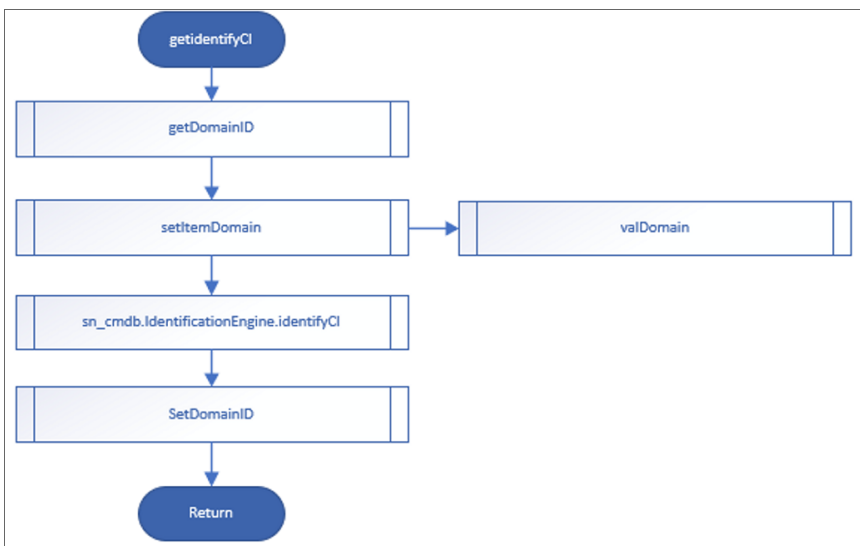 getidentifyCI
getDomainID
setItemDomain
valDomain
sn_cmdb.IdentificationEngine.identifyCI
SetDomainID
Return